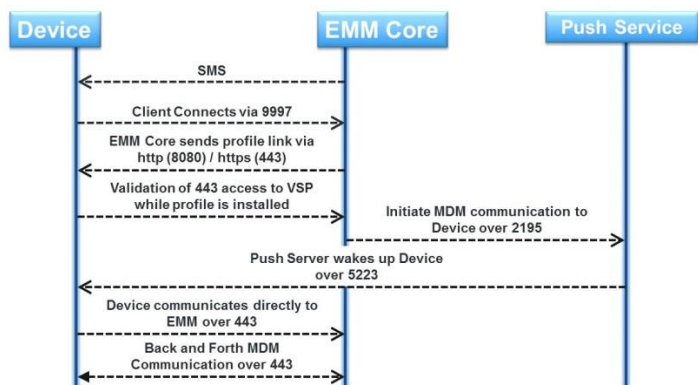 Device
EMM Core
Push Service
SMS
Client Connects via 9997
EMM Core sends profile link via
http (8080) / https (443)
Validation of 443 access to VSP
while profile is installed
Initiate MDM communication to
Device over 2195
Push Server wakes up Device
over 5223
Device communicates directly to
EMM over 443
Back and Forth MDM
Communication over 443